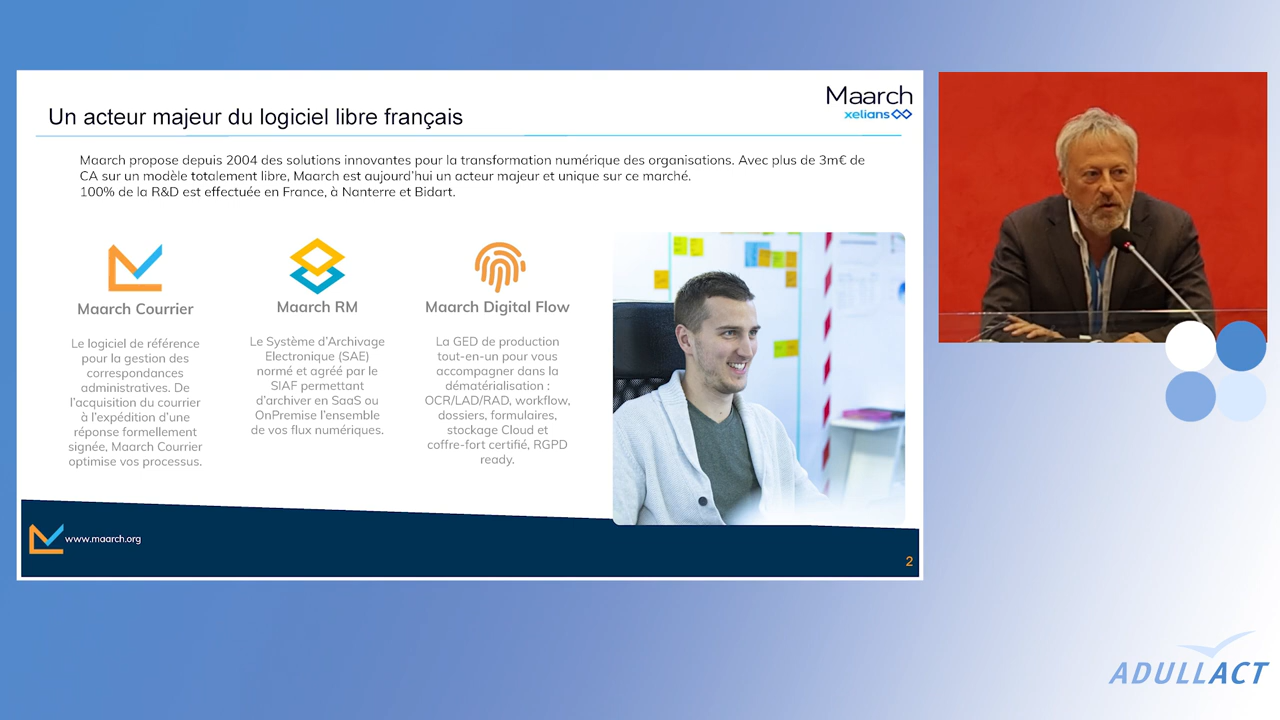 Un acteur majeur du logiciel libre français
Maarch
xelians
Maarch propose depuis 2004 des solutions innovantes pour la transformation numérique des organisations. Avec plus de 3m€ de
CA sur un modèle totalement libre, Maarch est aujourd'hui un acteur majeur et unique sur ce marché.
100% de la R&D est effectuée en France, à Nanterre et Bidart.
Maarch Courrier
Le logiciel de référence
pour la gestion des
correspondances
administratives. De
l'acquisition du courrier
à l'expédition d'une
réponse formellement
signée, Maarch Courrier
optimise vos processus.
Maarch RM
Le Système d'Archivage
Electronique (SAE)
normé et agréé par le
SIAF permettant
d'archiver en SaaS ou
OnPremise l'ensemble
de vos flux numériques.
Maarch Digital Flow
La GED de production
tout-en-un pour vous
accompagner dans la
dématérialisation :
OCR/LAD/RAD, workflow,
dossiers, formulaires,
stockage Cloud et
coffre-fort certifié, RGPD
ready.
www.maarch.org
2
ADULLACT